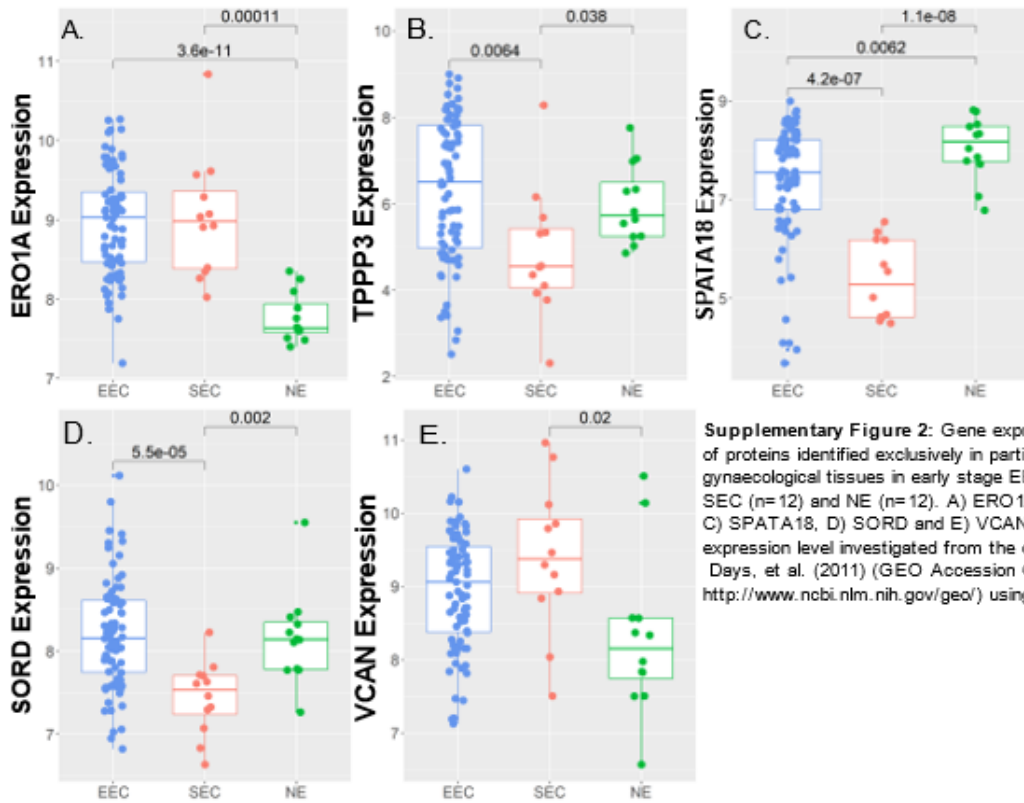 A.
0.00011
3.6e-11
ERO1A Expression
11
10
9
8
7
EEC SEC NE
B.
0.038
0.0064
TPPP3 Expression
10
8
6
4
2
EEC SEC NE
C.
1.1e-08
0.0062
4.2e-07
SPATA18 Expression
9
7
5
EEC SEC NE
D.
0.002
5.5e-05
SORD Expression
10
9
8
7
EEC SEC NE
E.
0.02
VCAN Expression
11
10
9
8
7
EEC SEC NE
Supplementary Figure 2: Gene expr
of proteins identified exclusively in parti
gynaecological tissues in early stage E
SEC (n=12) and NE (n=12). A) ERO1
C) SPATA18, D) SORD and E) VCAN
expression level investigated from the
Days, et al. (2011) (GEO Accession
http://www.ncbi.nlm.nih.gov/geo/) using